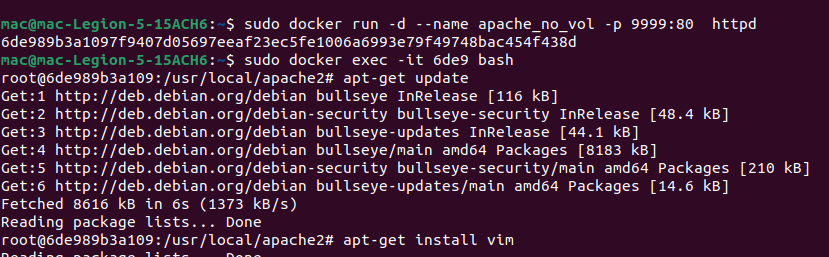 mac@mac-Legion-5-15ACH6:~$ sudo docker run -d --name apache_no_vol -p 9999:80  httpd
6de989b3a1097f9407d05697eeaf23ec5fe1006a6993e79f49748bac454f438d
mac@mac-Legion-5-15ACH6:~$ sudo docker exec -it 6de9 bash
root@6de989b3a109:/usr/local/apache2# apt-get update
Get:1 http://deb.debian.org/debian bullseye InRelease [116 kB]
Get:2 http://deb.debian.org/debian-security bullseye-security InRelease [48.4 kB]
Get:3 http://deb.debian.org/debian bullseye-updates InRelease [44.1 kB]
Get:4 http://deb.debian.org/debian bullseye/main amd64 Packages [8183 kB]
Get:5 http://deb.debian.org/debian-security bullseye-security/main amd64 Packages [210 kB]
Get:6 http://deb.debian.org/debian bullseye-updates/main amd64 Packages [14.6 kB]
Fetched 8616 kB in 6s (1373 kB/s)
Reading package lists... Done
root@6de989b3a109:/usr/local/apache2# apt-get install vim
Reading package lists... Done